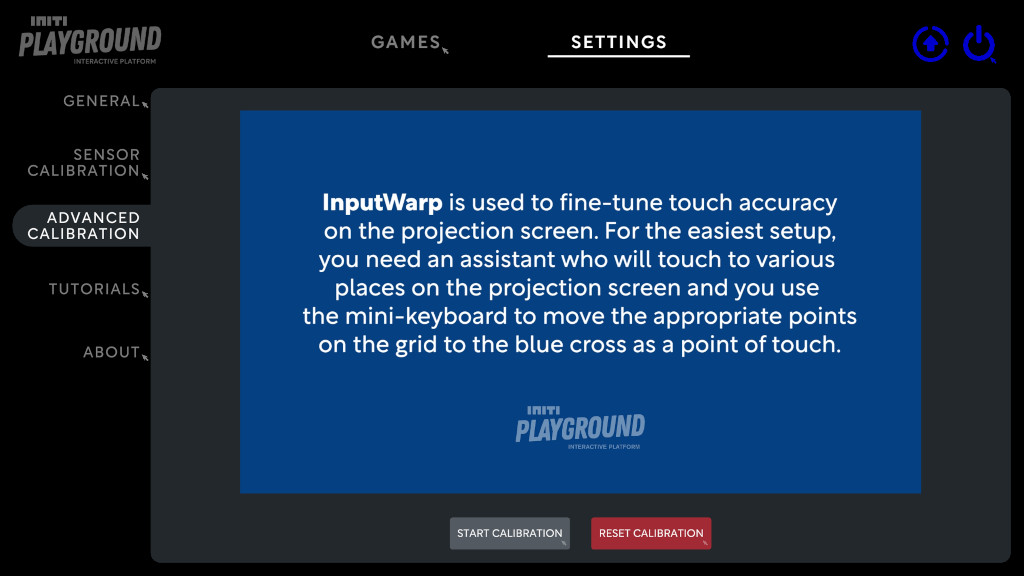 INITI
PLAYGROUND
INTERACTIVE PLATFORM
GAMES
SETTINGS
GENERAL
SENSOR
CALIBRATION
ADVANCED
CALIBRATION
TUTORIALS
ABOUT
InputWarp is used to fine-tune touch accuracy
on the projection screen. For the easiest setup,
you need an assistant who will touch to various
places on the projection screen and you use
the mini-keyboard to move the appropriate points
on the grid to the blue cross as a point of touch.
INITI
PLAYGROUND
INTERACTIVE PLATFORM
START CALIBRATION
RESET CALIBRATION